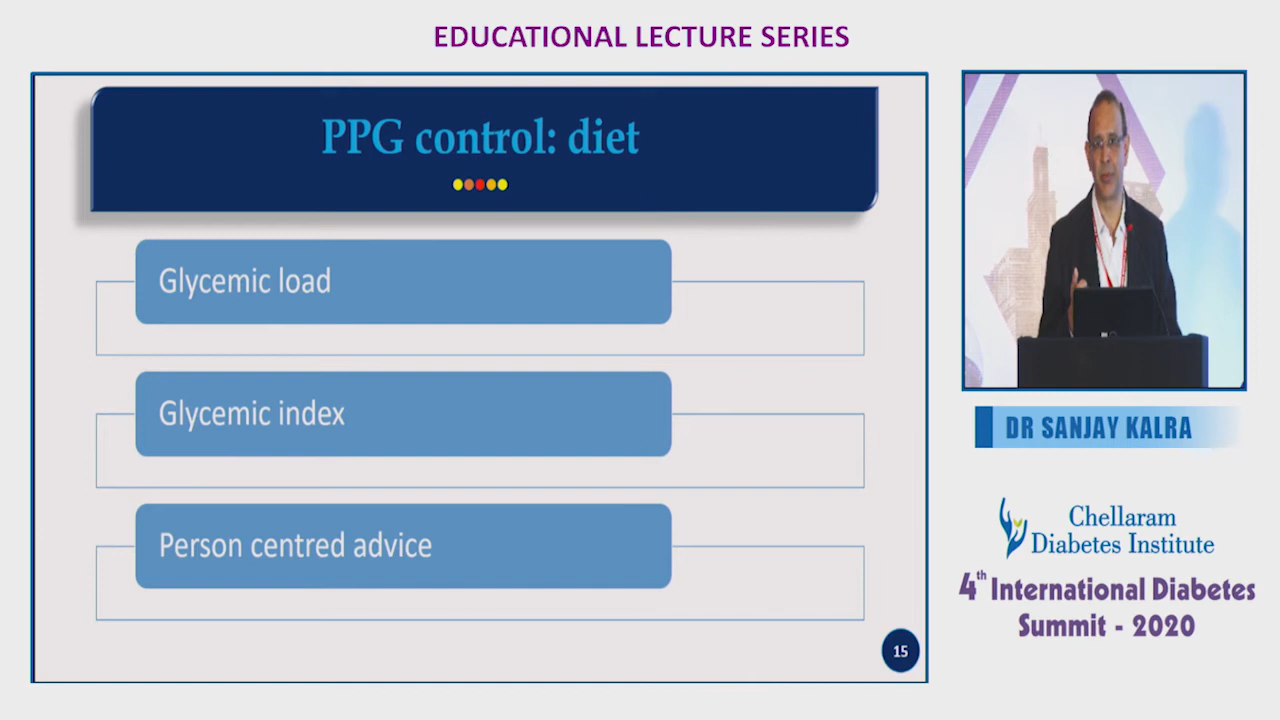 EDUCATIONAL LECTURE SERIES
PPG control: diet
Glycemic load
Glycemic index
Person centred advice
15
DR SANJAY KALRA
Chellaram
Diabetes Institute
4th International Diabetes
Summit - 2020